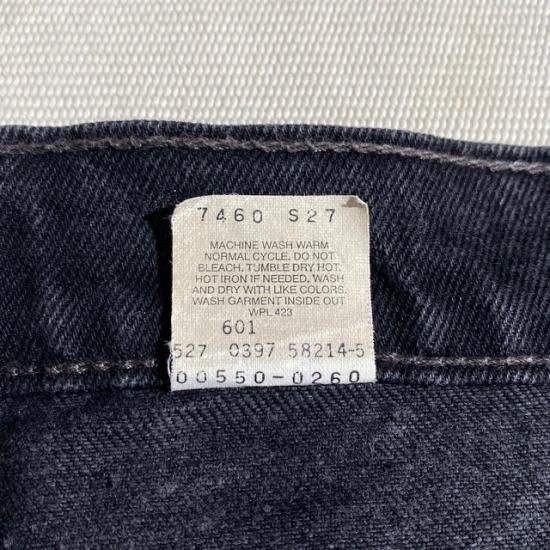 7460 S27
MACHINE WASH WARM
NORMAL CYCLE. DO NOT
BLEACH. TUMBLE DRY HOT.
HOT IRON IF NEEDED. WASH
AND DRY WITH LIKE COLORS.
WASH GARMENT INSIDE OUT
WPL 423
601
527 0397 58214-5
00550-0260